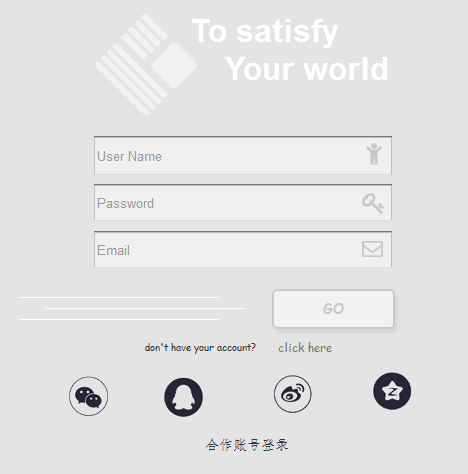 To satisfy
Your world
User Name
Password
Email
GO
don't have your account? click here
合作账号登录